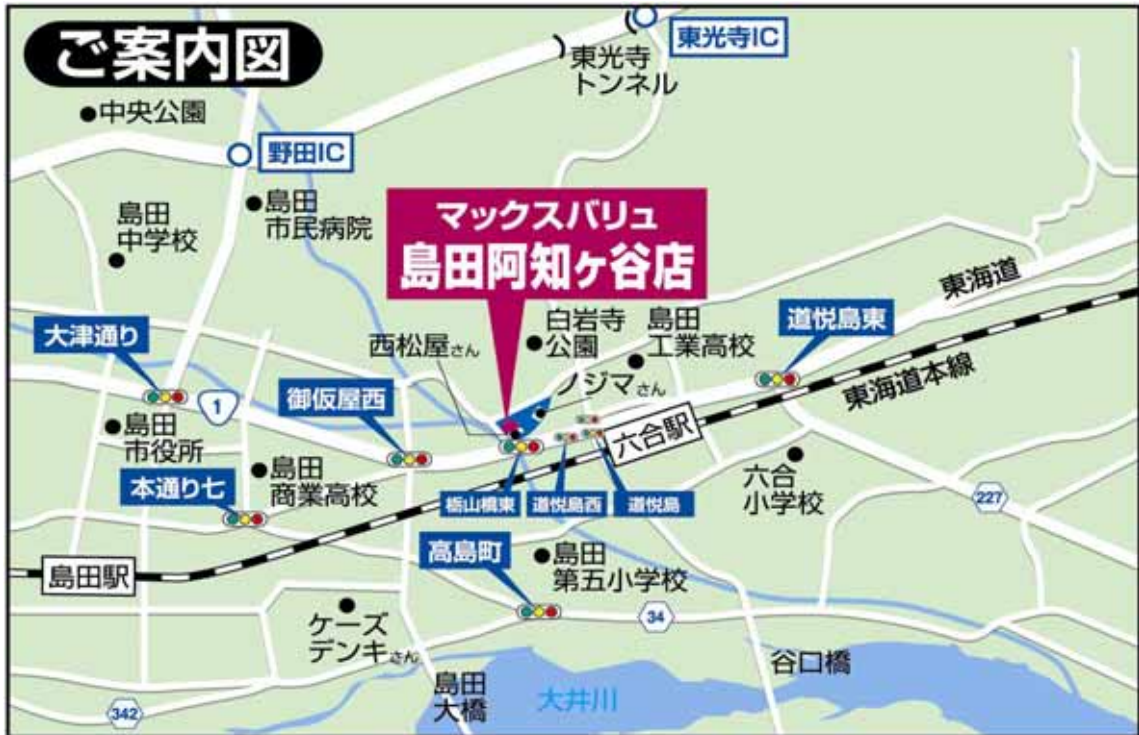 ご案内図
東光寺IC
東光寺
トンネル
中央公園
野田IC
島田
市民病院
島田
中学校
マックスバリュ
島田阿知ヶ谷店
東海道
大津通り
西松屋さん
白岩寺
公園
島田
工業高校
道悦島東
1
御仮屋西
ノジマさん
東海道本線
島田
市役所
六合駅
島田
商業高校
本通り七
栃山橋東
道悦島西
道悦島
六合
小学校
227
高島町
島田
第五小学校
島田駅
ケーズ
デンキさん
34
342
島田
大橋
大井川
谷口橋